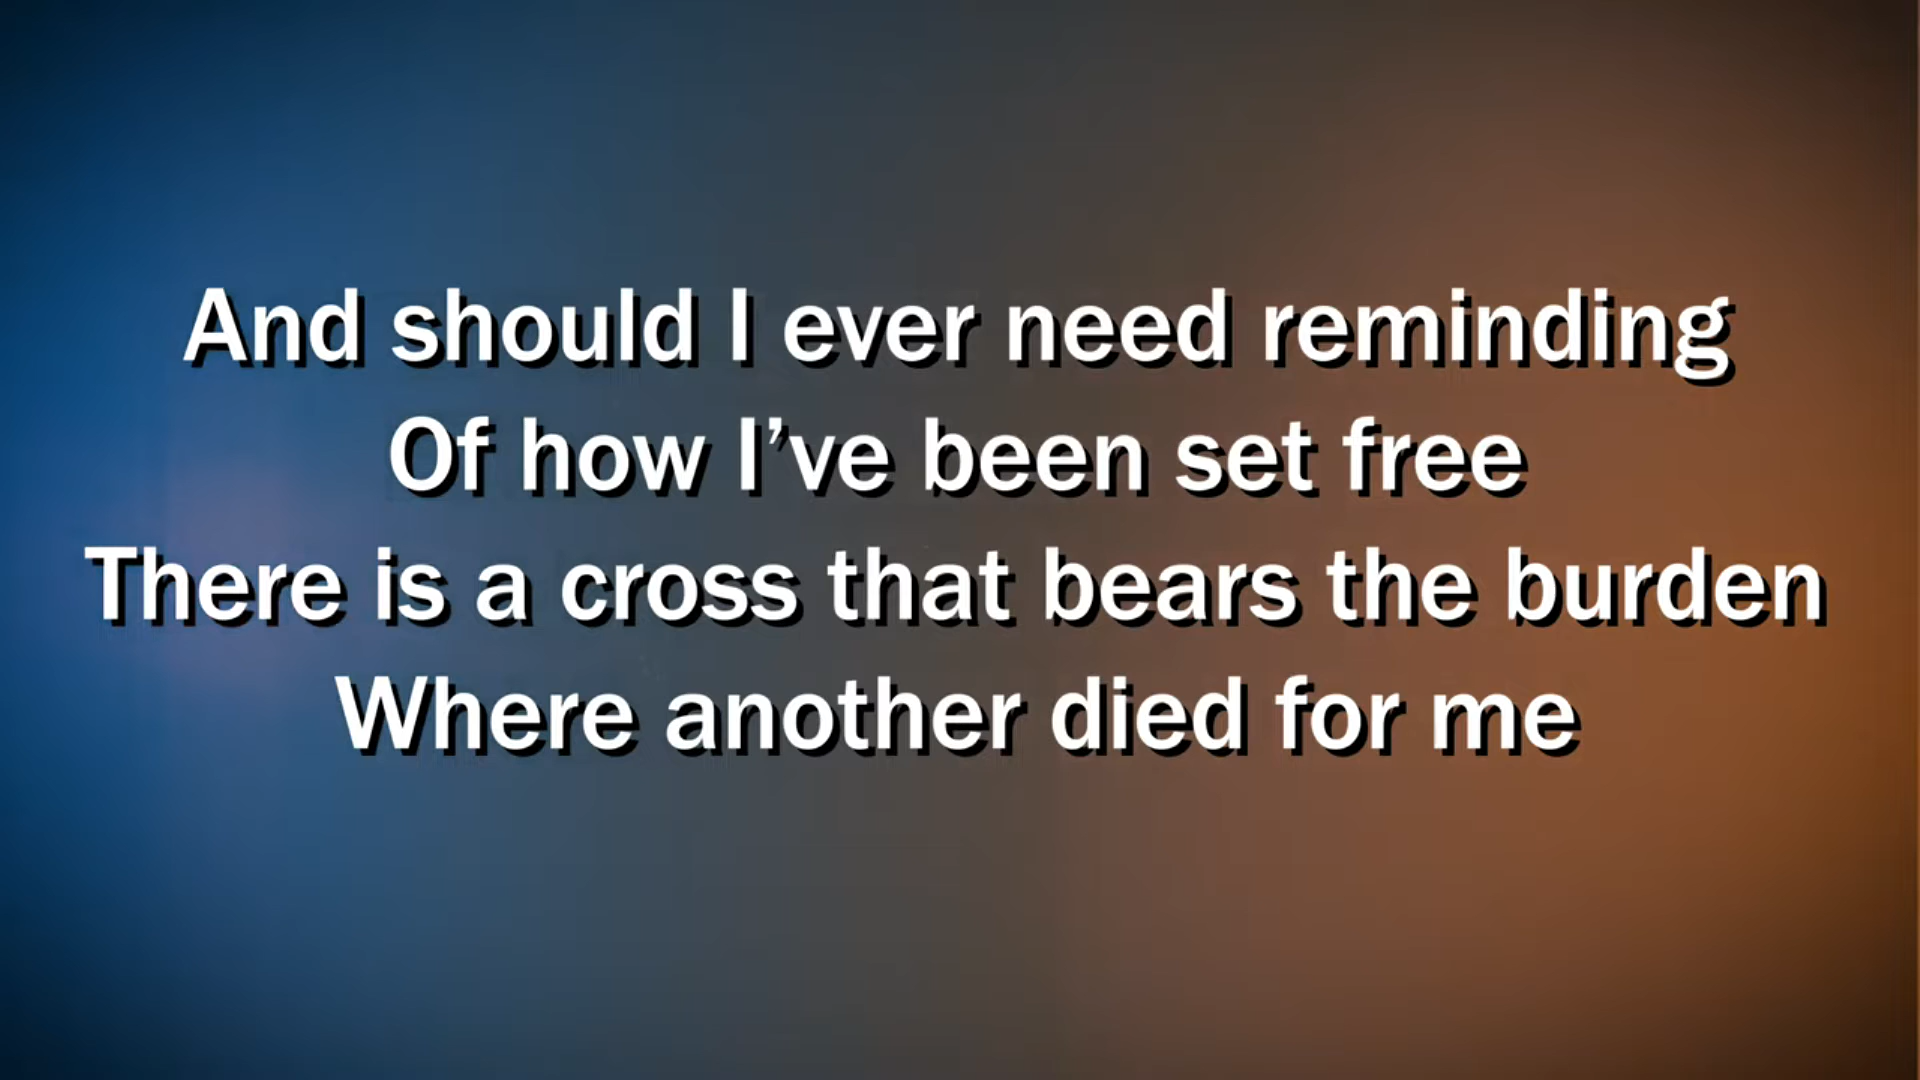 And should I ever need reminding
Of how I’ve been set free
There is a cross that bears the burden
Where another died for me